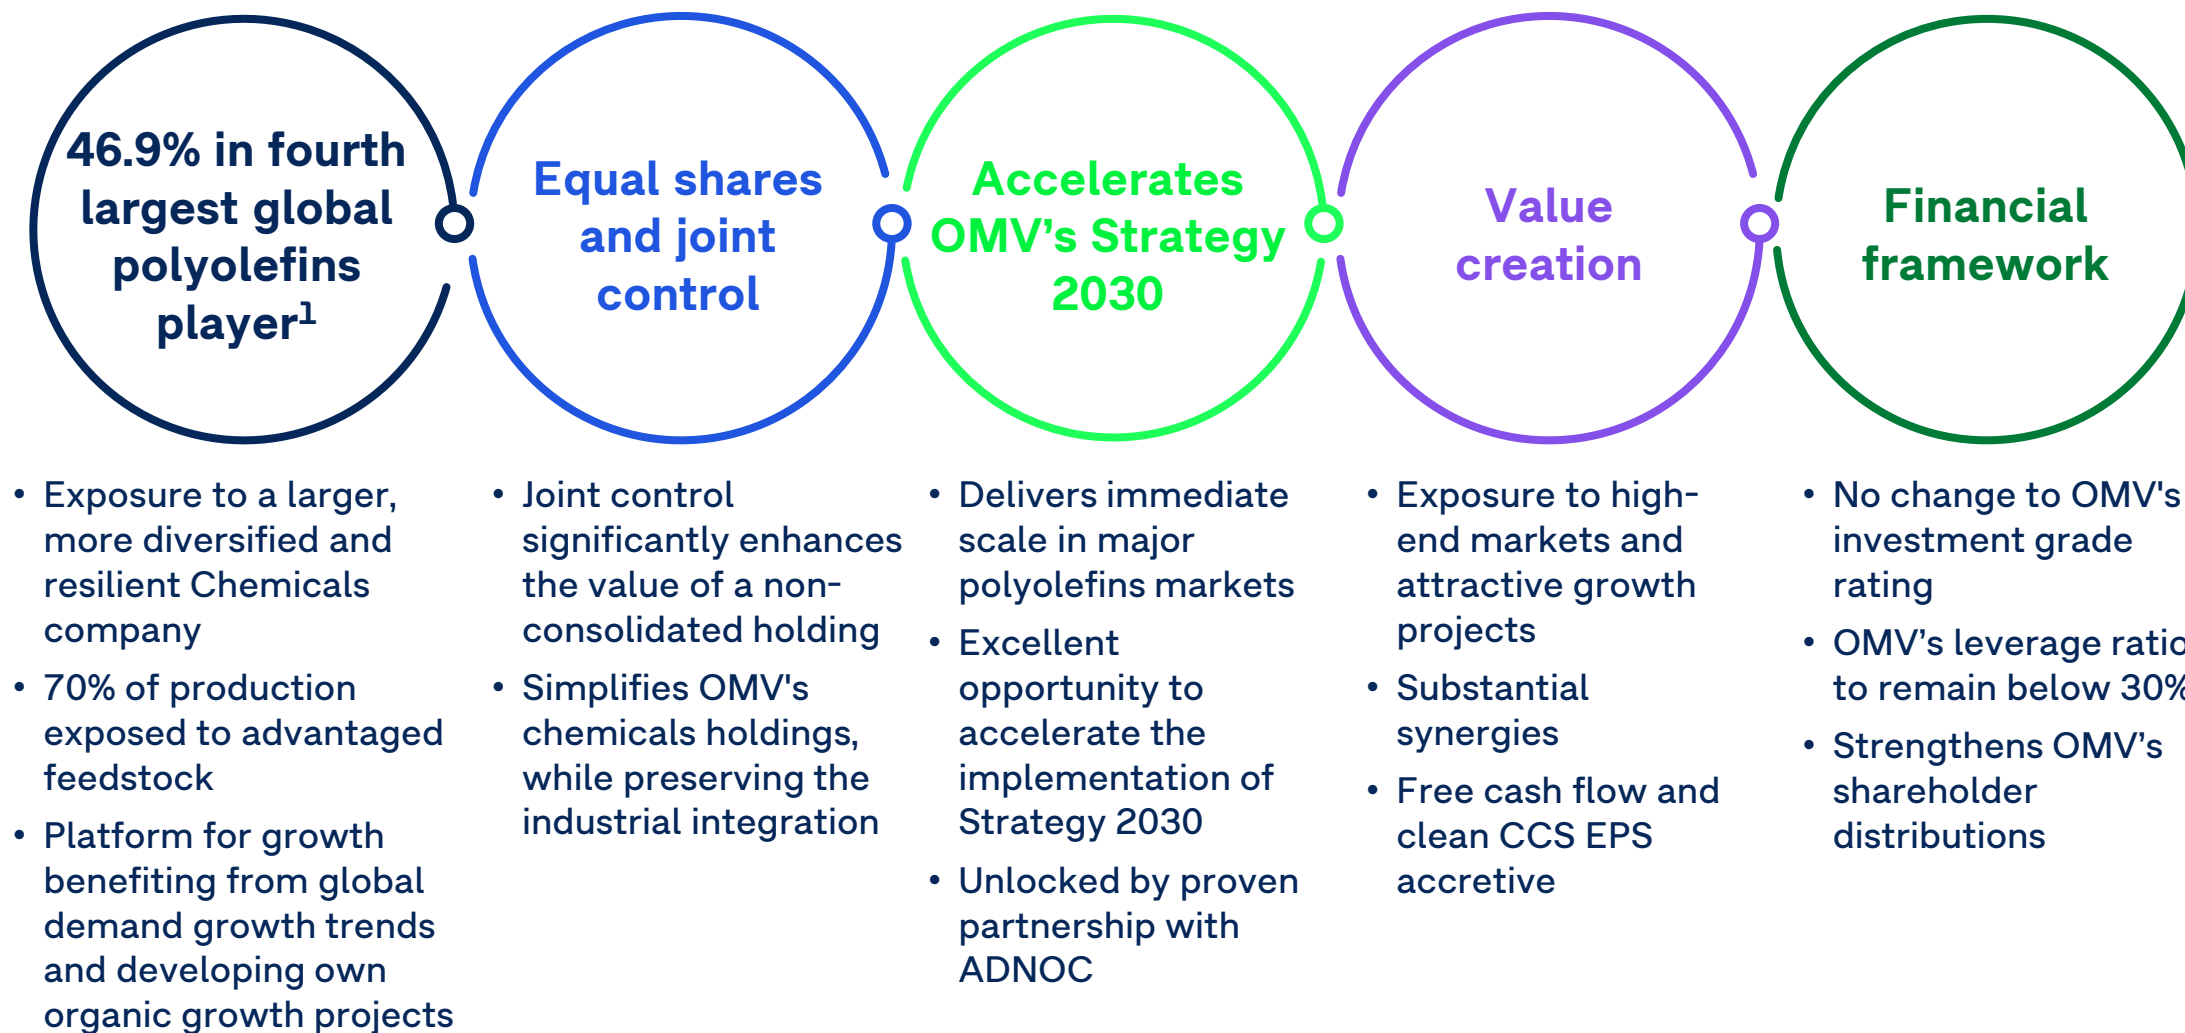 46.9% in fourth
largest global
polyolefins
player¹
Equal shares
and joint
control
Accelerates
OMV’s Strategy
2030
Value
creation
Financial
framework
• Exposure to a larger,
more diversified and
resilient Chemicals
company
• 70% of production
exposed to advantaged
feedstock
• Platform for growth
benefiting from global
demand growth trends
and developing own
organic growth projects
• Joint control
significantly enhances
the value of a non-
consolidated holding
• Simplifies OMV's
chemicals holdings,
while preserving the
industrial integration
• Delivers immediate
scale in major
polyolefins markets
• Excellent
opportunity to
accelerate the
implementation of
Strategy 2030
• Unlocked by proven
partnership with
ADNOC
• Exposure to high-
end markets and
attractive growth
projects
• Substantial
synergies
• Free cash flow and
clean CCS EPS
accretive
• No change to OMV's
investment grade
rating
• OMV’s leverage ratio
to remain below 30%
• Strengthens OMV’s
shareholder
distributions